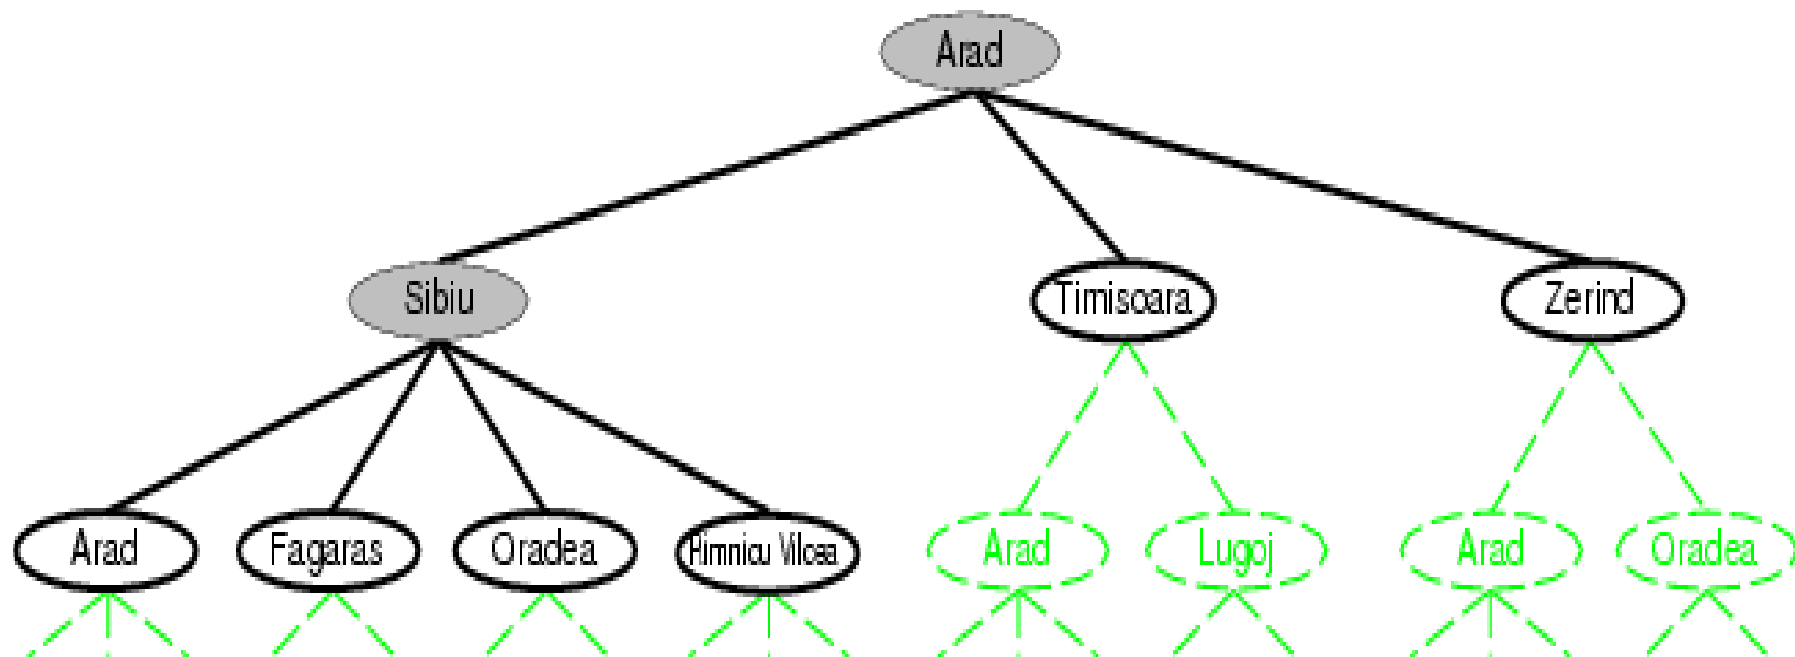 Arad
Sibiu
Timisoara
Zerind
Arad
Fagaras
Oradea
Rimnicu Vilcea
Arad
Lugoj
Arad
Oradea